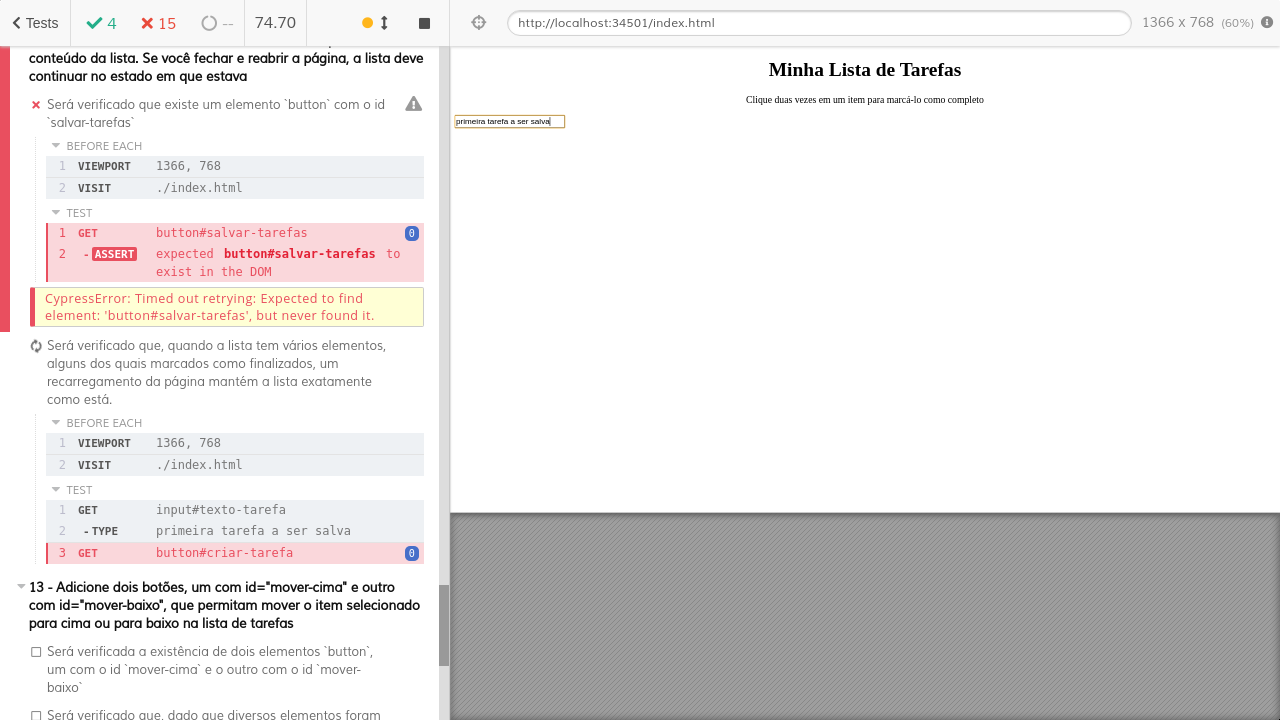 Tests
4
15
--
74.70
http://localhost:34501/index.html
1366 x 768 (60%)
conteúdo da lista. Se você fechar e reabrir a página, a lista deve
continuar no estado em que estava
Será verificado que existe um elemento `button` com o id
`salvar-tarefas`
BEFORE EACH
1 VIEWPORT 1366, 768
2 VISIT ./index.html
TEST
1 GET button#salvar-tarefas 0
2 -ASSERT expected button#salvar-tarefas to
exist in the DOM
CypressError: Timed out retrying: Expected to find
element: 'button#salvar-tarefas', but never found it.
Será verificado que, quando a lista tem vários elementos,
alguns dos quais marcados como finalizados, um
recarregamento da página mantém a lista exatamente
como está.
BEFORE EACH
1 VIEWPORT 1366, 768
2 VISIT ./index.html
TEST
1 GET input#texto-tarefa
2 -TYPE primeira tarefa a ser salva
3 GET button#criar-tarefa 0
13 - Adicione dois botões, um com id="mover-cima" e outro
com id="mover-baixo", que permitam mover o item selecionado
para cima ou para baixo na lista de tarefas
Será verificada a existência de dois elementos `button`,
um com o id `mover-cima` e o outro com o id `mover-
baixo`
Será verificado que, dado que diversos elementos foram
Minha Lista de Tarefas
Clique duas vezes em um item para marcá-lo como completo
primeira tarefa a ser salva